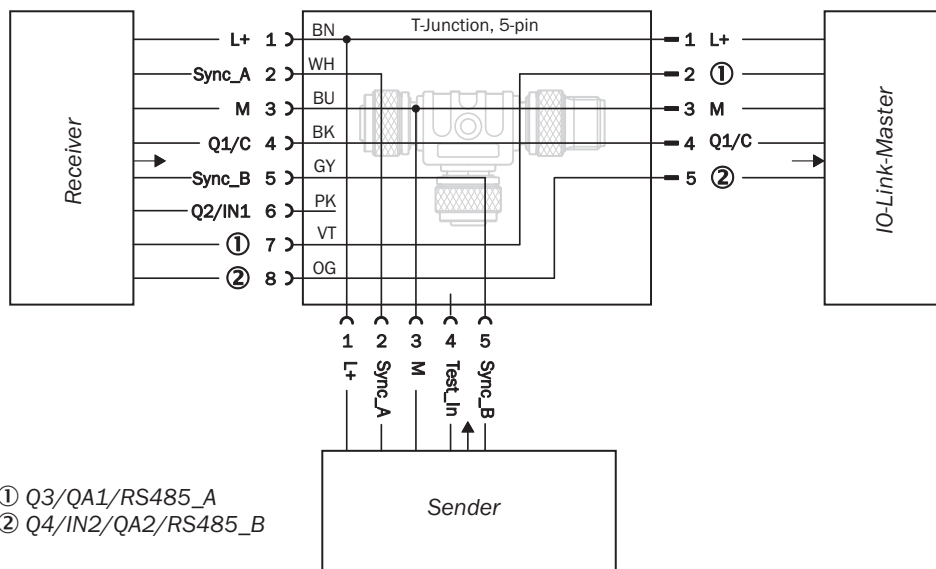 T-Junction, 5-pin
Receiver
L+ 1 BN
Sync_A 2 WH
M 3 BU
Q1/C 4 BK
Sync_B 5 GY
Q2/IN1 6 PK
① 7 VT
② 8 OG
1 L+
2 ①
3 M
4 Q1/C
5 ②
IO-Link-Master
1 L+
2 Sync_A
3 M
4 Test_In
5 Sync_B
Sender
① Q3/QA1/RS485_A
② Q4/IN2/QA2/RS485_B